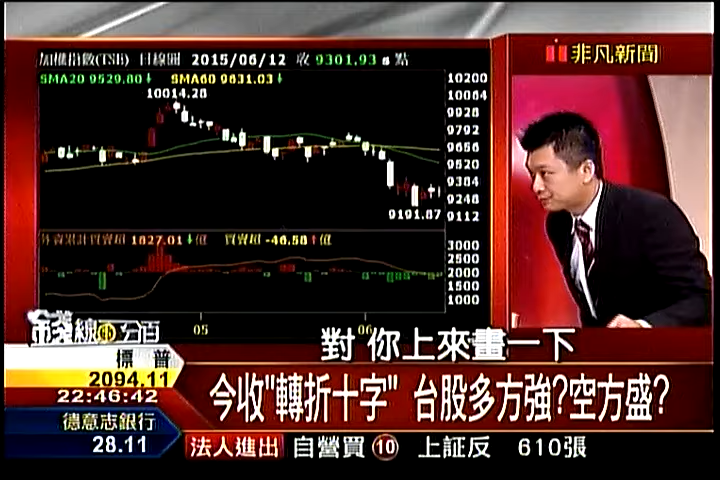 加權指數(TSE) 日線圖 2015/06/12 收 9301.93 s 點
SMA20 9529.80↓ SMA60 9631.03↓
10014.28
9191.87
10200
10064
9928
9792
9656
9520
9384
9248
9112
外資累計買賣超 1827.01↓億 買賣超 -46.58↑億
3000
2500
2000
1500
1000
05
06
非凡新聞
錢線百分百
對 你上來畫一下
標普
2094.11
22:46:42
今收"轉折十字" 台股多方強?空方盛?
德意志銀行
28.11
法人進出 自營買 10 上証反 610張